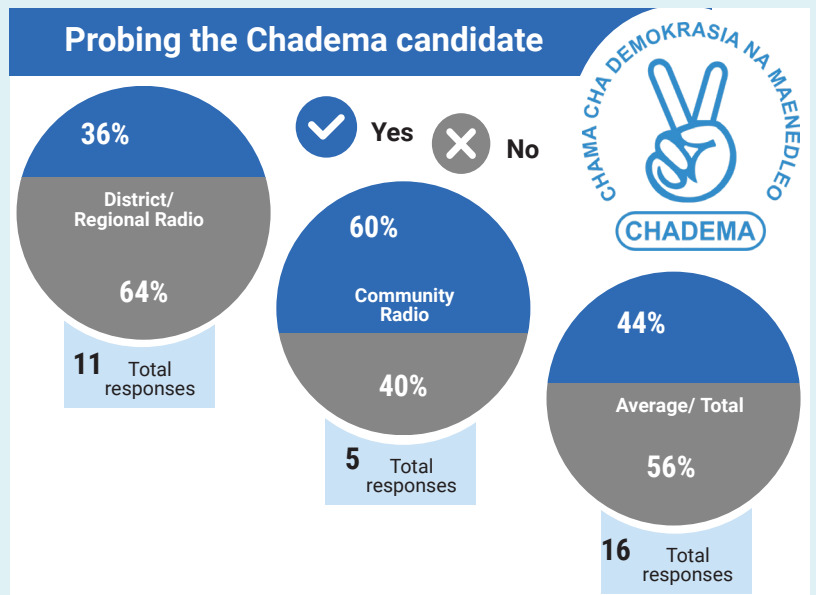 Probing the Chadema candidate
CHAMA CHA DEMOKRASIA NA MAENEDLEO
CHADEMA
Yes
No
36%
District/
Regional Radio
64%
11 Total
responses
60%
Community
Radio
40%
5 Total
responses
44%
Average/ Total
56%
16 Total
responses